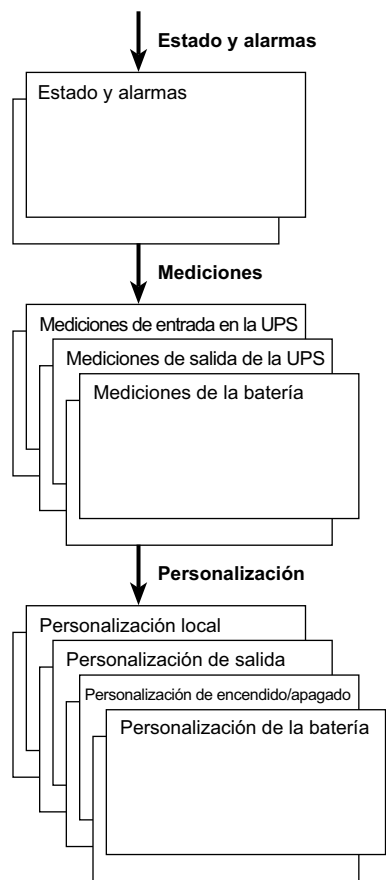 Estado y alarmas
Estado y alarmas
Mediciones
Mediciones de entrada en la UPS
Mediciones de salida de la UPS
Mediciones de la batería
Personalización
Personalización local
Personalización de salida
Personalización de encendido/apagado
Personalización de la batería